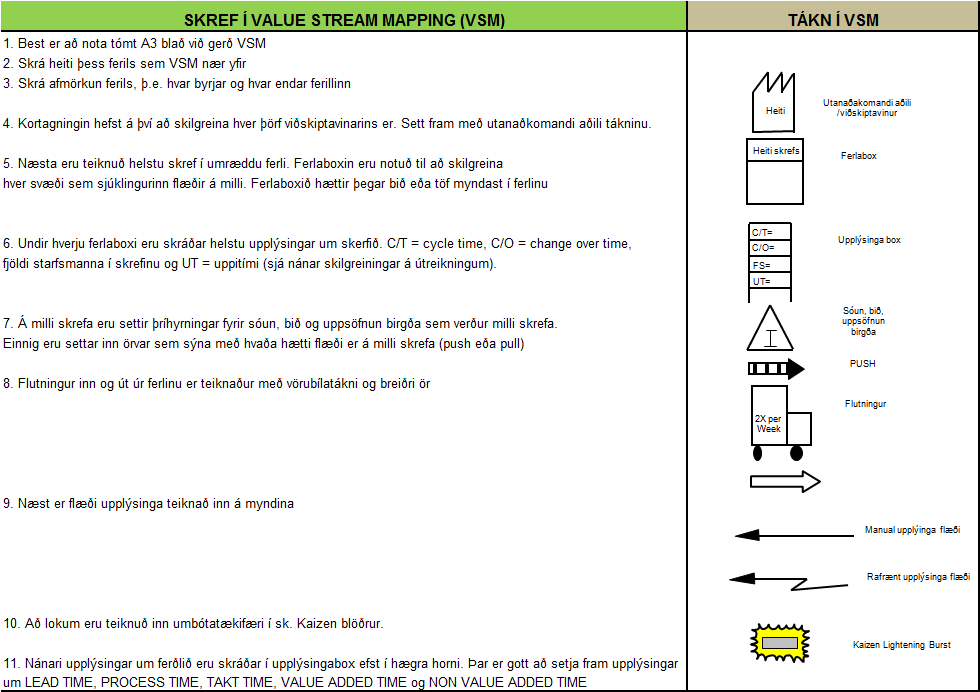 SKREF Í VALUE STREAM MAPPING (VSM)
TÁKN Í VSM
1. Best er að nota tómt A3 blað við gerð VSM
2. Skrá heiti þess ferils sem VSM nær yfir
3. Skrá afmörkun ferils, þ.e. hvar byrjar og hvar endar ferillinn
Heiti
Utanaðakomandi aðili
/viðskiptavinur
4. Kortagningin hefst á því að skilgreina hver þörf viðskiptavinarins er. Sett fram með utanaðkomandi aðili tákninu.
Heiti skrefs
Ferlabox
5. Næsta eru teiknuð helstu skref í umræddu ferli. Ferlaboxin eru notuð til að skilgreina
hver svæði sem sjúklingurinn flæðir á milli. Ferlaboxið hættir þegar bið eða töf myndast í ferlinu
6. Undir hverju ferlaboxi eru skráðar helstu upplýsingar um skerfið. C/T = cycle time, C/O = change over time,
fjöldi starfsmanna í skrefinu og UT = uppitími (sjá nánar skilgreiningar á útreikningum).
C/T=
C/O=
FS=
UT=
Upplýsinga box
7. Á milli skrefa eru settir þríhyrningar fyrir sóun, bið og uppsöfnun birgða sem verður milli skrefa.
Einnig eru settar inn örvar sem sýna með hvaða hætti flæði er á milli skrefa (push eða pull)
I
Sóun, bið,
uppsöfnun
birgða
PUSH
8. Flutningur inn og út úr ferlinu er teiknaður með vörubílatákni og breiðri ör
2X per
Week
Flutningur
9. Næst er flæði upplýsinga teiknað inn á myndina
Manual upplýinga flæði
Rafrænt upplýsinga flæði
10. Að lokum eru teiknuð inn umbótatækifæri í sk. Kaizen blöðrur.
Kaizen Lightening Burst
11. Nánari upplýsingar um ferðlið eru skráðar í upplýsingabox efst í hægra horni. Þar er gott að setja fram upplýsingar
um LEAD TIME, PROCESS TIME, TAKT TIME, VALUE ADDED TIME og NON VALUE ADDED TIME